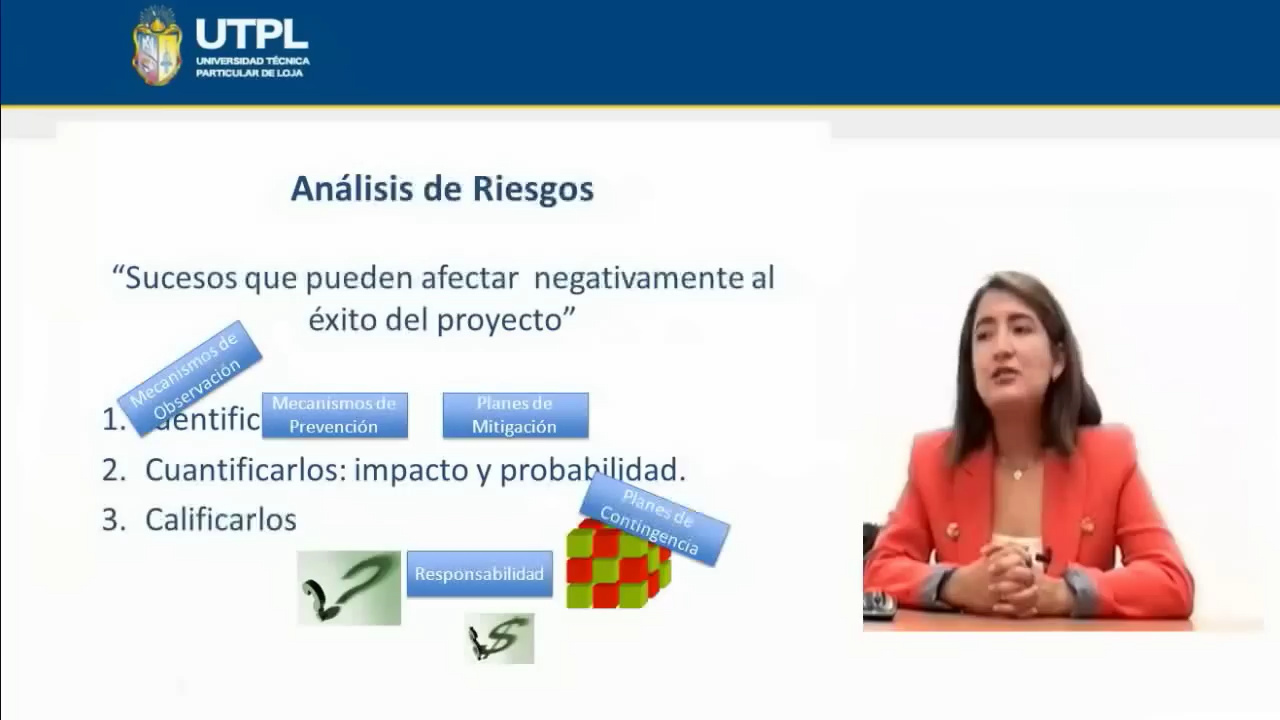 UTPL
UNIVERSIDAD TÉCNICA
PARTICULAR DE LOJA
Análisis de Riesgos
“Sucesos que pueden afectar negativamente al
éxito del proyecto”
Mecanismos de
Observación
1.
Mecanismos de
Prevención
Planes de
Mitigación
2. Cuantificarlos: impacto y probabilidad.
3. Calificarlos
Planes de
Contingencia
Responsabilidad